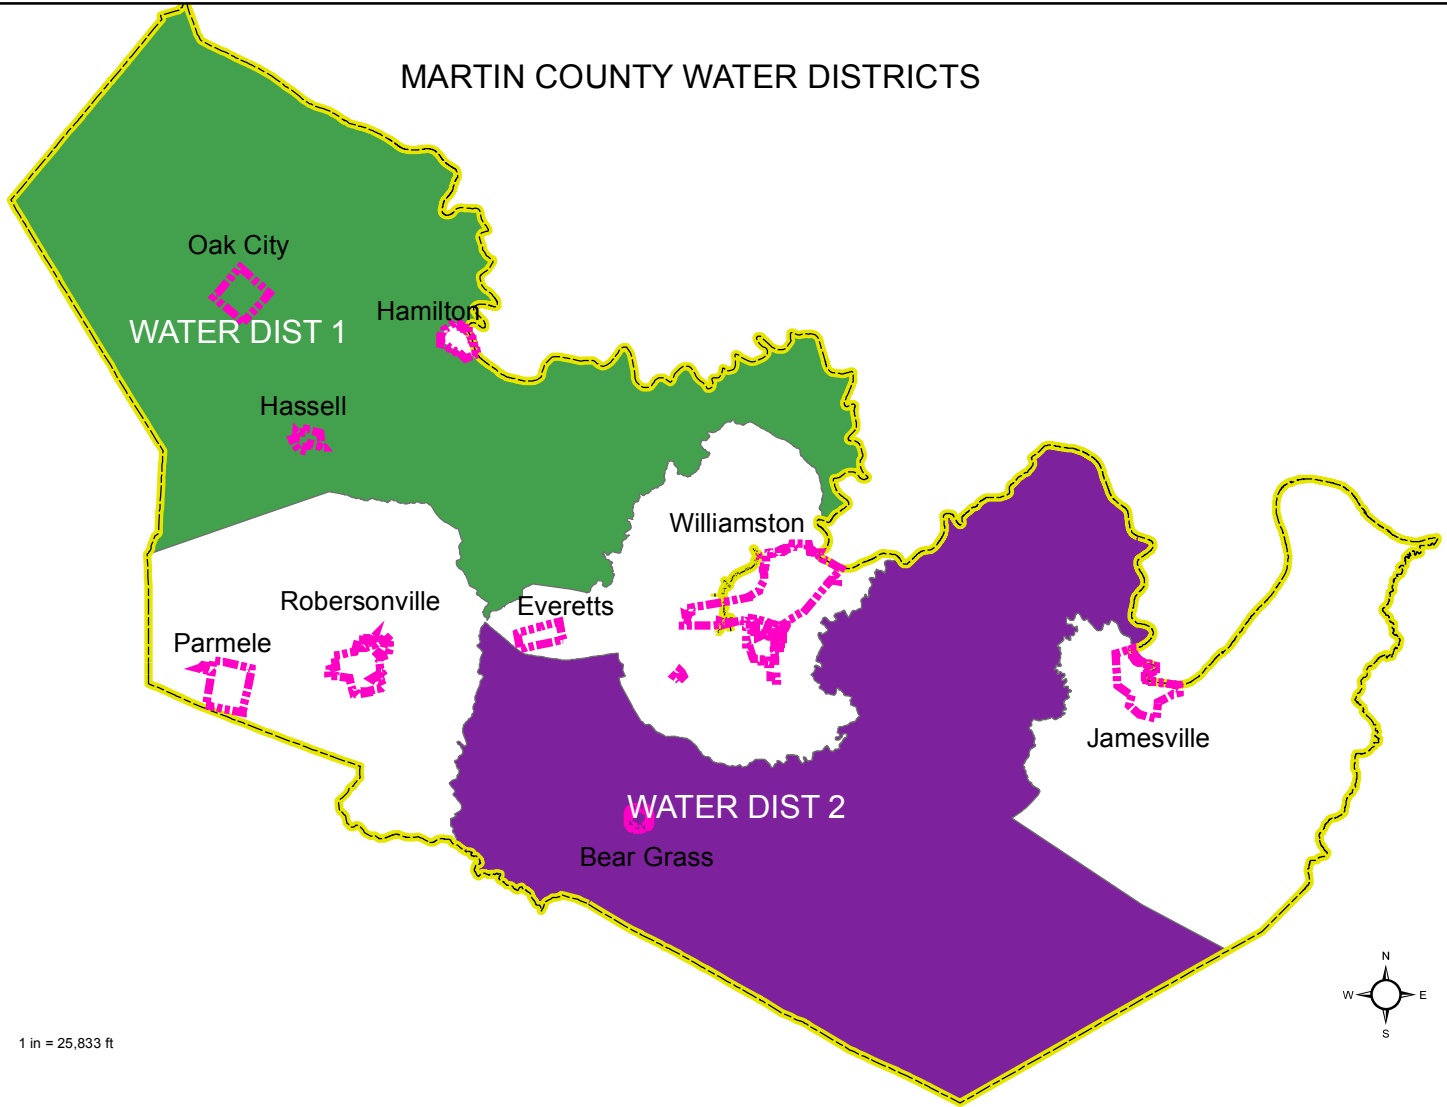 MARTIN COUNTY WATER DISTRICTS
Oak City
Hamilton
WATER DIST 1
Hassell
Williamston
Robersonville
Everetts
Parmele
Jamesville
WATER DIST 2
Bear Grass
N
W E
S
1 in = 25,833 ft